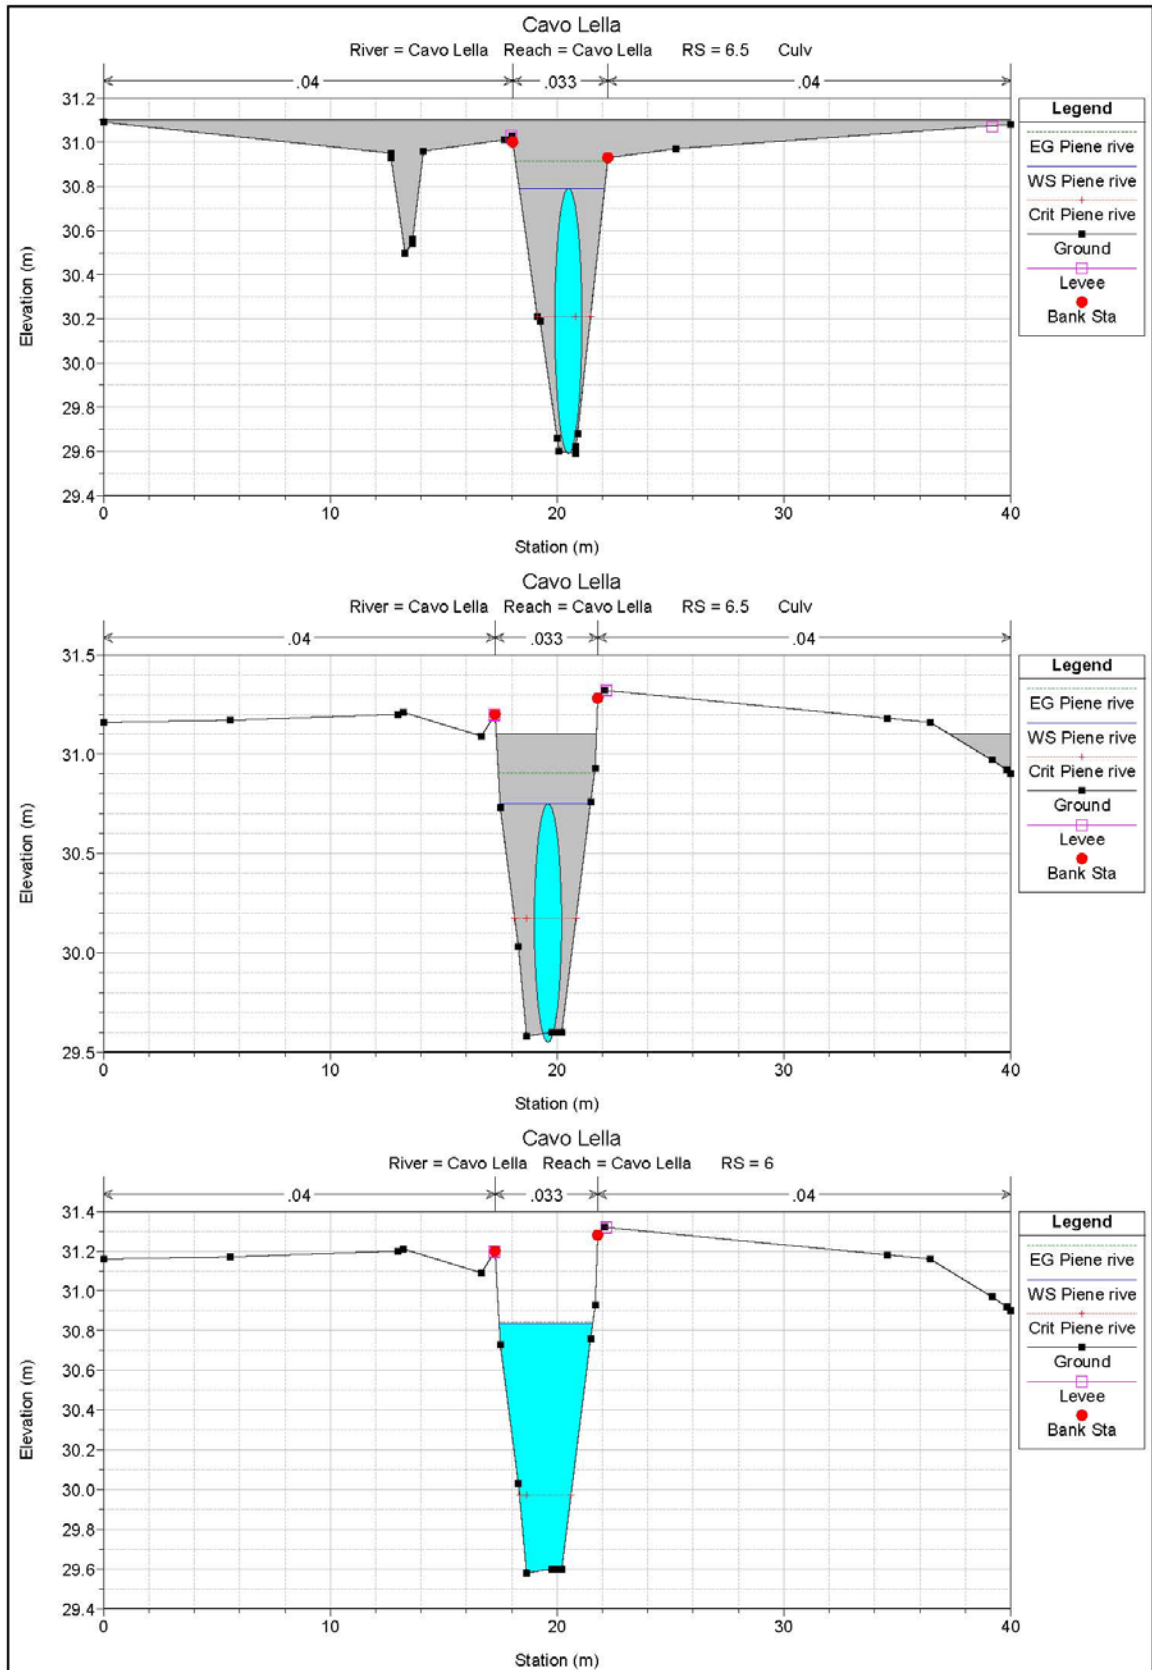 Cavo Lella
River = Cavo Lella Reach = Cavo Lella RS = 6.5 Culv
.04 .033 .04
31.2
31.0
30.8
30.6
30.4
30.2
30.0
29.8
29.6
29.4
Elevation (m)
0 10 20 30 40
Station (m)
Legend
EG Piene rive
WS Piene rive
Crit Piene rive
Ground
Levee
Bank Sta
Cavo Lella
River = Cavo Lella Reach = Cavo Lella RS = 6.5 Culv
.04 .033 .04
31.5
31.0
30.5
30.0
29.5
Elevation (m)
0 10 20 30 40
Station (m)
Legend
EG Piene rive
WS Piene rive
Crit Piene rive
Ground
Levee
Bank Sta
Cavo Lella
River = Cavo Lella Reach = Cavo Lella RS = 6
.04 .033 .04
31.4
31.2
31.0
30.8
30.6
30.4
30.2
30.0
29.8
29.6
29.4
Elevation (m)
0 10 20 30 40
Station (m)
Legend
EG Piene rive
WS Piene rive
Crit Piene rive
Ground
Levee
Bank Sta